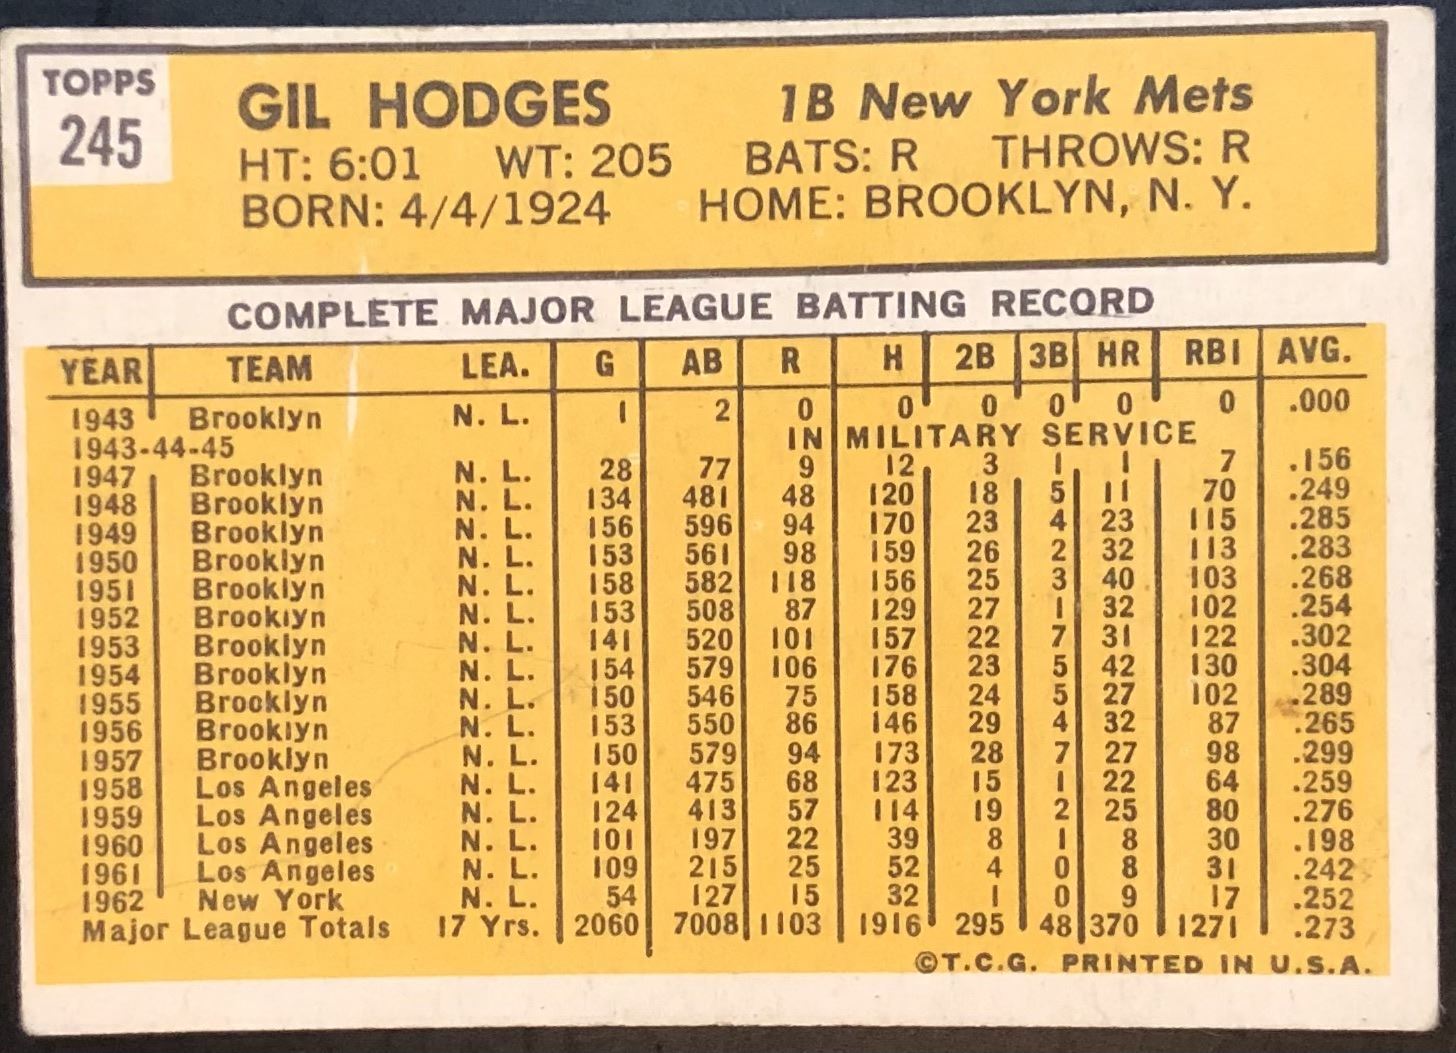 TOPPS
245
GIL HODGES 1B New York Mets
HT: 6:01 WT: 205 BATS: R THROWS: R
BORN: 4/4/1924 HOME: BROOKLYN, N. Y.
COMPLETE MAJOR LEAGUE BATTING RECORD
YEAR TEAM LEA. G AB R H 2B 3B HR RBI AVG.
1943 Brooklyn N. L. 1 2 0 0 0 0 0 0 .000
1943-44-45 IN MILITARY SERVICE
1947 Brooklyn N. L. 28 77 9 12 3 1 1 7 .156
1948 Brooklyn N. L. 134 481 48 120 18 5 11 70 .249
1949 Brooklyn N. L. 156 596 94 170 23 4 23 115 .285
1950 Brooklyn N. L. 153 561 98 159 26 2 32 113 .283
1951 Brooklyn N. L. 158 582 118 156 25 3 40 103 .268
1952 Brooklyn N. L. 153 508 87 129 27 1 32 102 .254
1953 Brooklyn N. L. 141 520 101 157 22 7 31 122 .302
1954 Brooklyn N. L. 154 579 106 176 23 5 42 130 .304
1955 Brooklyn N. L. 150 546 75 158 24 5 27 102 .289
1956 Brooklyn N. L. 153 550 86 146 29 4 32 87 .265
1957 Brooklyn N. L. 150 579 94 173 28 7 27 98 .299
1958 Los Angeles N. L. 141 475 68 123 15 1 22 64 .259
1959 Los Angeles N. L. 124 413 57 114 19 2 25 80 .276
1960 Los Angeles N. L. 101 197 22 39 8 1 8 30 .198
1961 Los Angeles N. L. 109 215 25 52 4 0 8 31 .242
1962 New York N. L. 54 127 15 32 1 0 9 17 .252
Major League Totals 17 Yrs. 2060 7008 1103 1916 295 48 370 1271 .273
©T.C.G. PRINTED IN U.S.A.